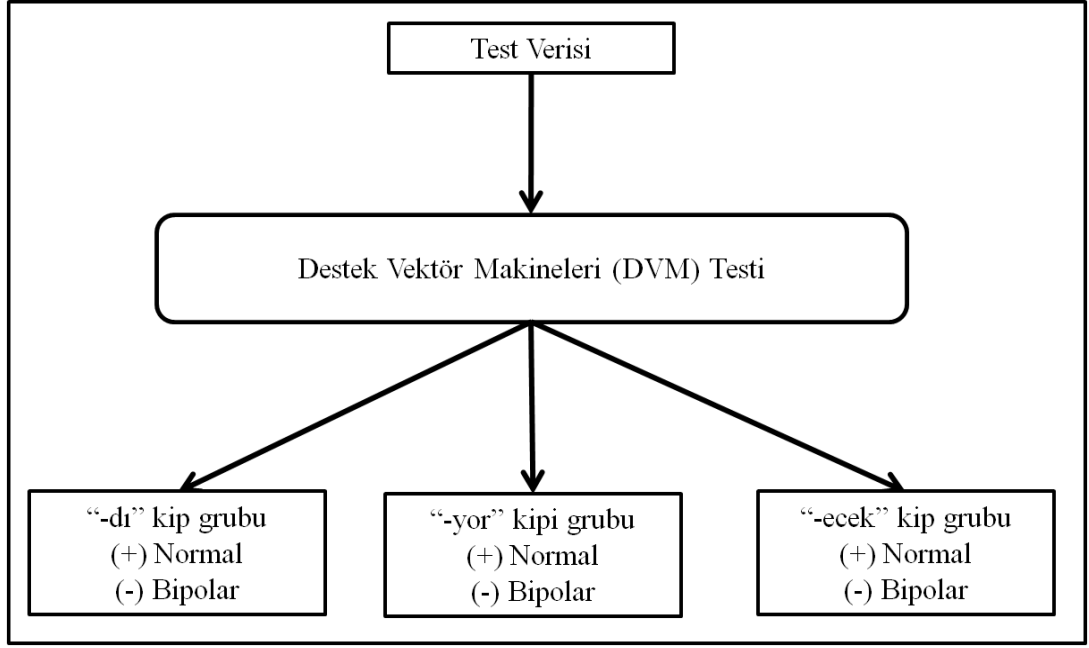 Test Verisi
Destek Vektör Makineleri (DVM) Testi
“-dı” kip grubu
(+) Normal
(-) Bipolar
“-yor” kipi grubu
(+) Normal
(-) Bipolar
“-ecek” kip grubu
(+) Normal
(-) Bipolar